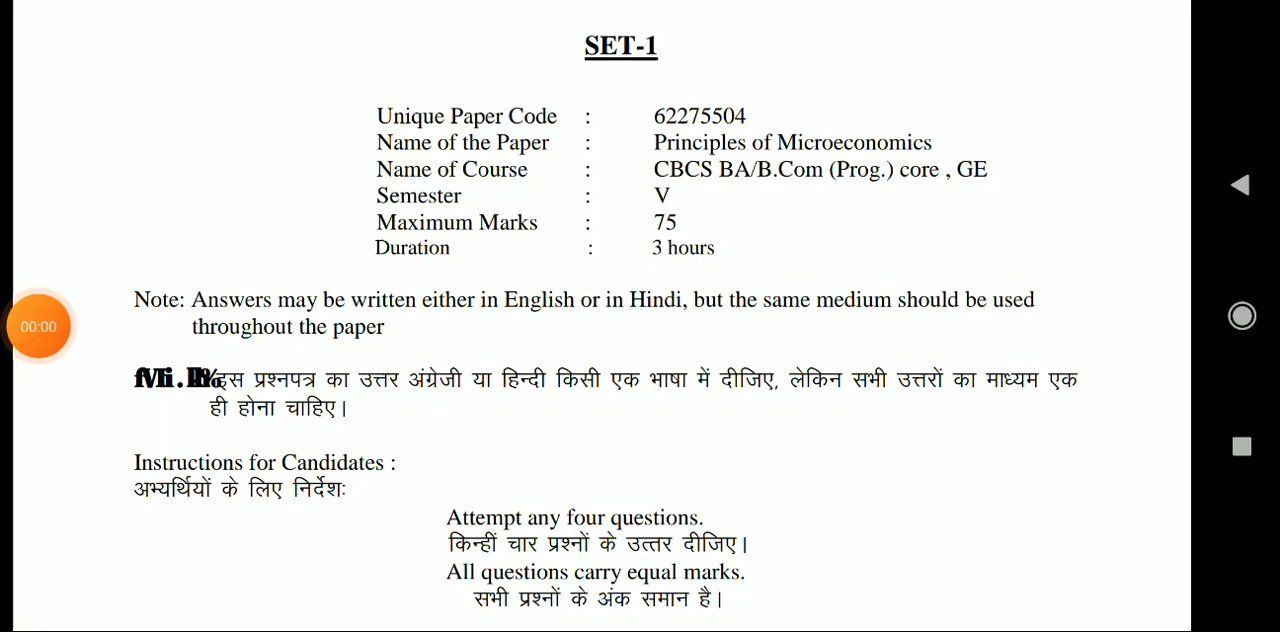 SET-1
Unique Paper Code : 62275504
Name of the Paper : Principles of Microeconomics
Name of Course : CBCS BA/B.Com (Prog.) core , GE
Semester : V
Maximum Marks : 75
Duration : 3 hours
Note: Answers may be written either in English or in Hindi, but the same medium should be used
throughout the paper
00:00
इस प्रश्नपत्र का उत्तर अंग्रेजी या हिन्दी किसी एक भाषा में दीजिए, लेकिन सभी उत्तरों का माध्यम एक
ही होना चाहिए।
Instructions for Candidates :
अभ्यर्थियों के लिए निर्देशः
Attempt any four questions.
किन्हीं चार प्रश्नों के उत्तर दीजिए।
All questions carry equal marks.
सभी प्रश्नों के अंक समान है।